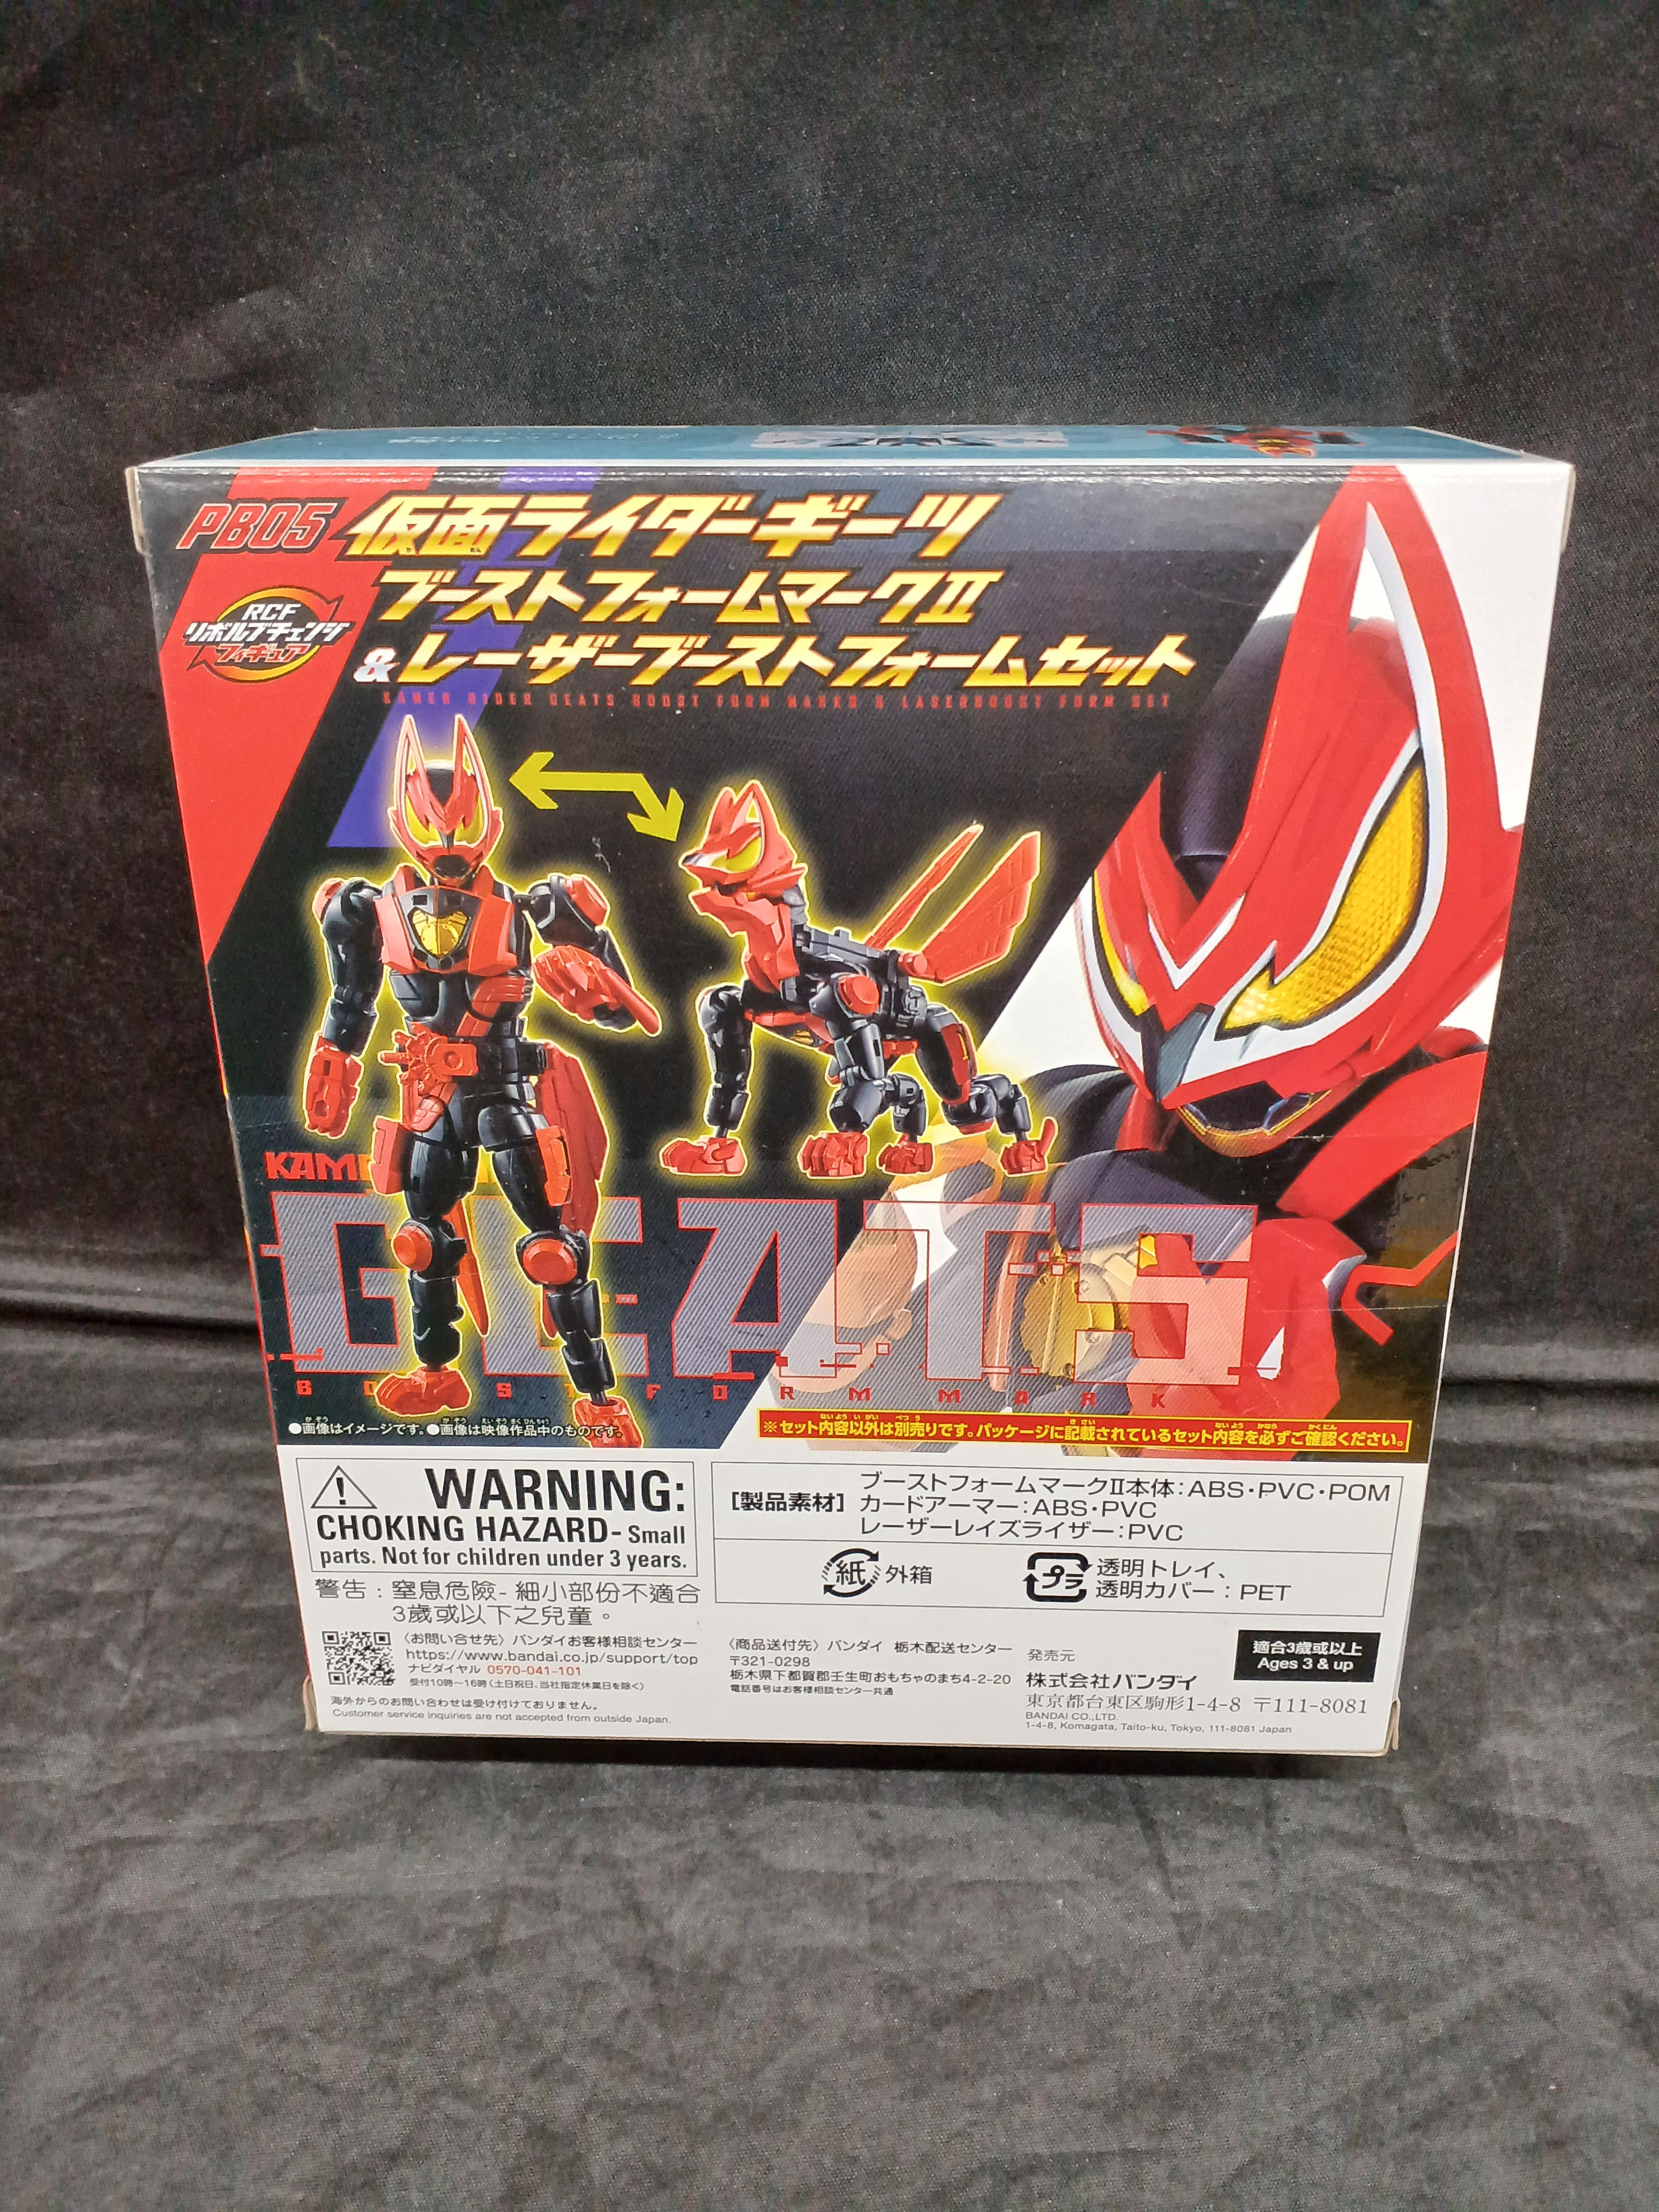 PB05
仮面ライダーギーツ
ブーストフォームマークII
&レーザーブーストフォームセット
KAMEN RIDER GEATS BOOST FORM MARK2 & LASERBOOST FORM SET
RCF
リボルブチェンジ
フィギュア
GEATS
●画像はイメージです。●画像は映像作品中のものです。
※セット内容以外は別売りです。パッケージに記載されているセット内容を必ずご確認ください。
WARNING:
CHOKING HAZARD- Small
parts. Not for children under 3 years.
警告：窒息危險- 細小部份不適合
3歲或以下之兒童。
[製品素材]
ブーストフォームマークII本体：ABS・PVC・POM
カードアーマー：ABS・PVC
レーザーレイズライザー：PVC
紙 外箱
プラ 透明トレイ、
透明カバー：PET
〈お問い合せ先〉バンダイお客様相談センター
https://www.bandai.co.jp/support/top
ナビダイヤル 0570-041-101
受付10時〜16時(土日祝日、当社指定休業日を除く)
海外からのお問い合わせは受け付けておりません。
Customer service inquiries are not accepted from outside Japan.
〈商品送付先〉バンダイ 栃木配送センター
〒321-0298
栃木県下都賀郡壬生町おもちゃのまち4-2-20
電話番号はお客様相談センター共通
発売元
株式会社バンダイ
東京都台東区駒形1-4-8 〒111-8081
BANDAI CO.,LTD.
1-4-8, Komagata, Taito-ku, Tokyo, 111-8081 Japan
適合3歲或以上
Ages 3 & up